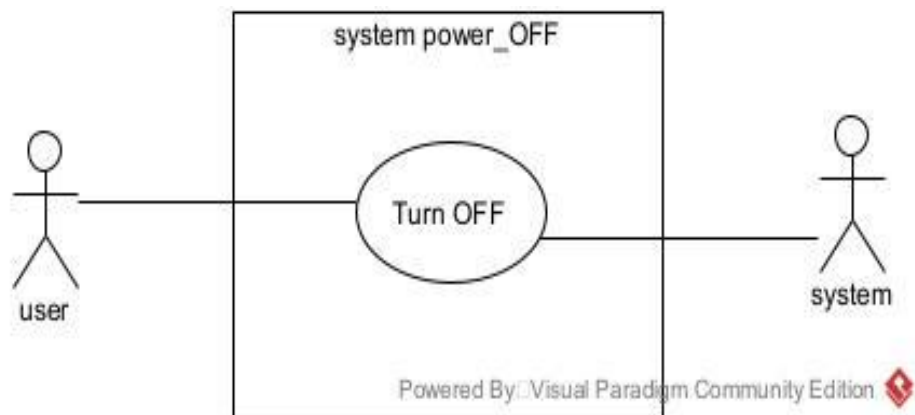 system power_OFF
Turn OFF
user
system
Powered By Visual Paradigm Community Edition